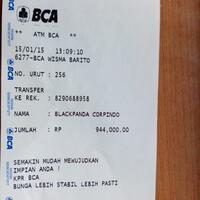 BCA
** ATM BCA **
15/01/15 13:09:10
6277-BCA WISMA BARITO
NO. URUT : 256
TRANSFER
KE REK. : 8290688958
NAMA : BLACKPANDA CORPINDO
JUMLAH : RP 944,000.00
SEMAKIN MUDAH MEWUJUDKAN
IMPIAN ANDA !
KPR BCA
BUNGA LEBIH STABIL LEBIH PASTI